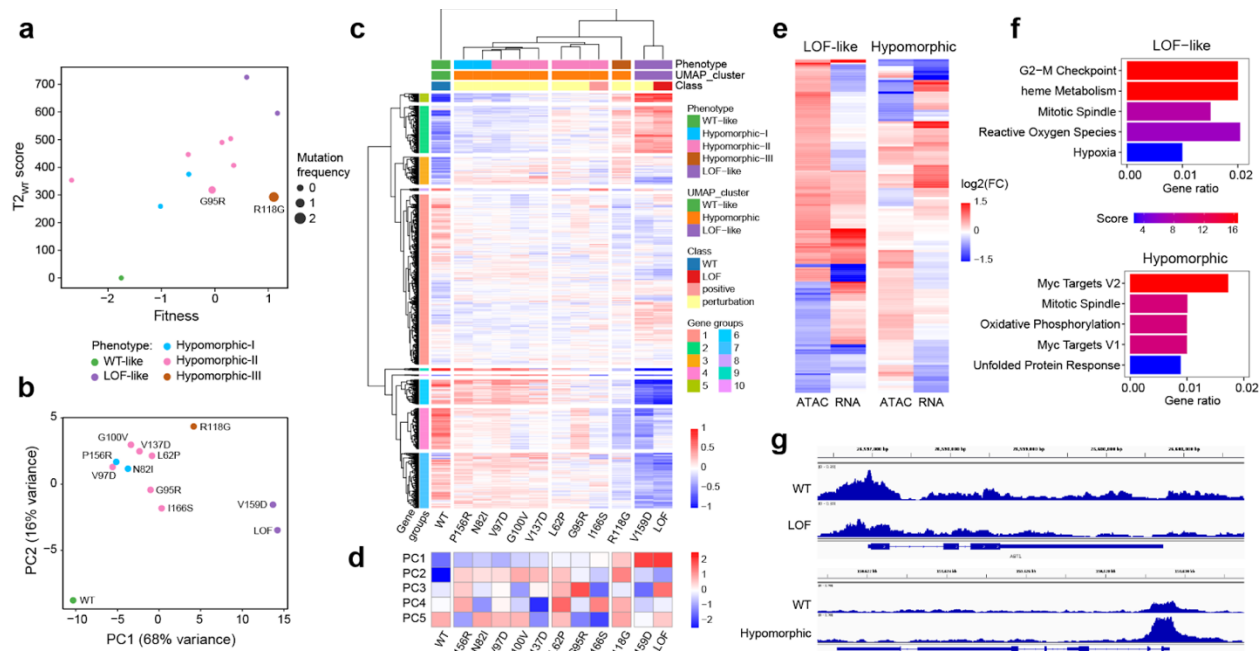 a
T2WT score
700
600
500
400
300
200
100
0
G95R
R118G
−2
−1
0
1
Fitness
Mutation
frequency
0
1
2
Phenotype:
WT−like
LOF−like
Hypomorphic−I
Hypomorphic−II
Hypomorphic−III
b
PC2 (16% variance)
5
0
−5
R118G
G100V
V137D
P156R
L62P
V97D
N82I
G95R
I166S
V159D
LOF
WT
−10
−5
0
5
10
15
PC1 (68% variance)
c
Phenotype
UMAP_cluster
Class
Phenotype
WT−like
Hypomorphic−I
Hypomorphic−II
Hypomorphic−III
LOF−like
UMAP_cluster
WT−like
Hypomorphic
LOF−like
Class
WT
LOF
positive
perturbation
Gene groups
1
2
3
4
5
6
7
8
9
10
1
0.5
0
−0.5
−1
Gene
groups
WT
P156R
N82I
V97D
G100V
V137D
L62P
G95R
I166S
R118G
V159D
LOF
d
PC1
PC2
PC3
PC4
PC5
2
1
0
−1
−2
WT
N82I
V97D
L62P
LOF
e
LOF−like
Hypomorphic
log2(FC)
1.5
−1.5
ATAC
RNA
ATAC
RNA
f
LOF−like
G2−M Checkpoint
heme Metabolism
Mitotic Spindle
Reactive Oxygen Species
Hypoxia
0.00
0.01
0.02
Gene ratio
Score
4
8
12
16
Hypomorphic
Myc Targets V2
Mitotic Spindle
Oxidative Phosphorylation
Myc Targets V1
Unfolded Protein Response
0.00
0.01
0.02
Gene ratio
g
WT
LOF
WT
Hypomorphic